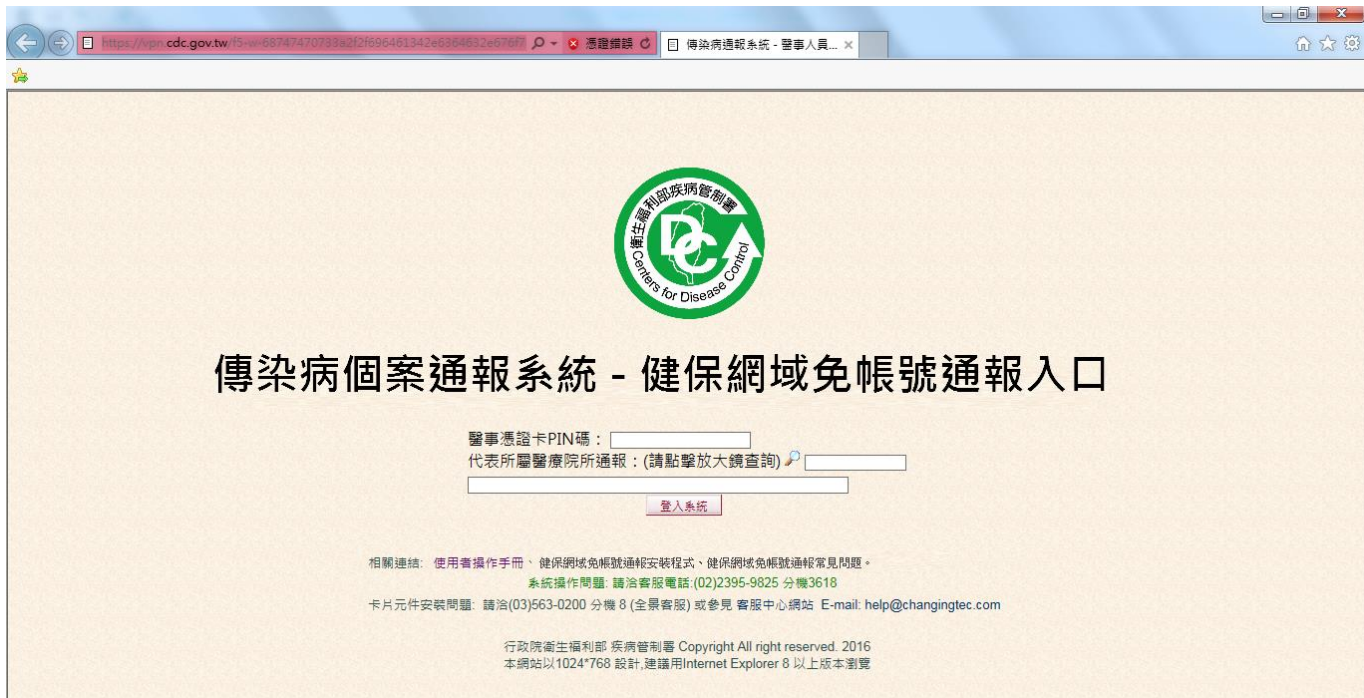 https://vpn.cdc.gov.tw/f5-w-68747470733a2f2f696461342e6364632e676f7 憑證錯誤 傳染病通報系統 - 醫事人員...
衛生福利部疾病管制署
DC
Centers for Disease Control
傳染病個案通報系統 - 健保網域免帳號通報入口
醫事憑證卡PIN碼：
代表所屬醫療院所通報：(請點擊放大鏡查詢)
登入系統
相關連結: 使用者操作手冊、健保網域免帳號通報安裝程式、健保網域免帳號通報常見問題。
系統操作問題: 請洽客服電話:(02)2395-9825 分機3618
卡片元件安裝問題: 請洽(03)563-0200 分機 8 (全景客服) 或參見 客服中心網站 E-mail: help@changingtec.com
行政院衛生福利部 疾病管制署 Copyright All right reserved. 2016
本網站以1024*768 設計,建議用Internet Explorer 8 以上版本瀏覽